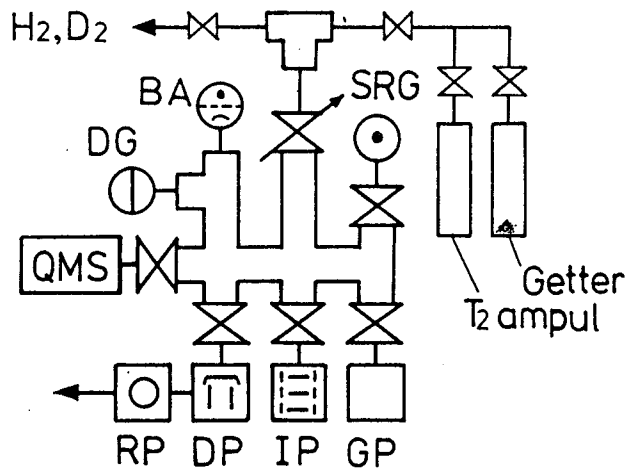 H2,D2
BA
SRG
DG
QMS
Getter
T2 ampul
RP DP IP GP